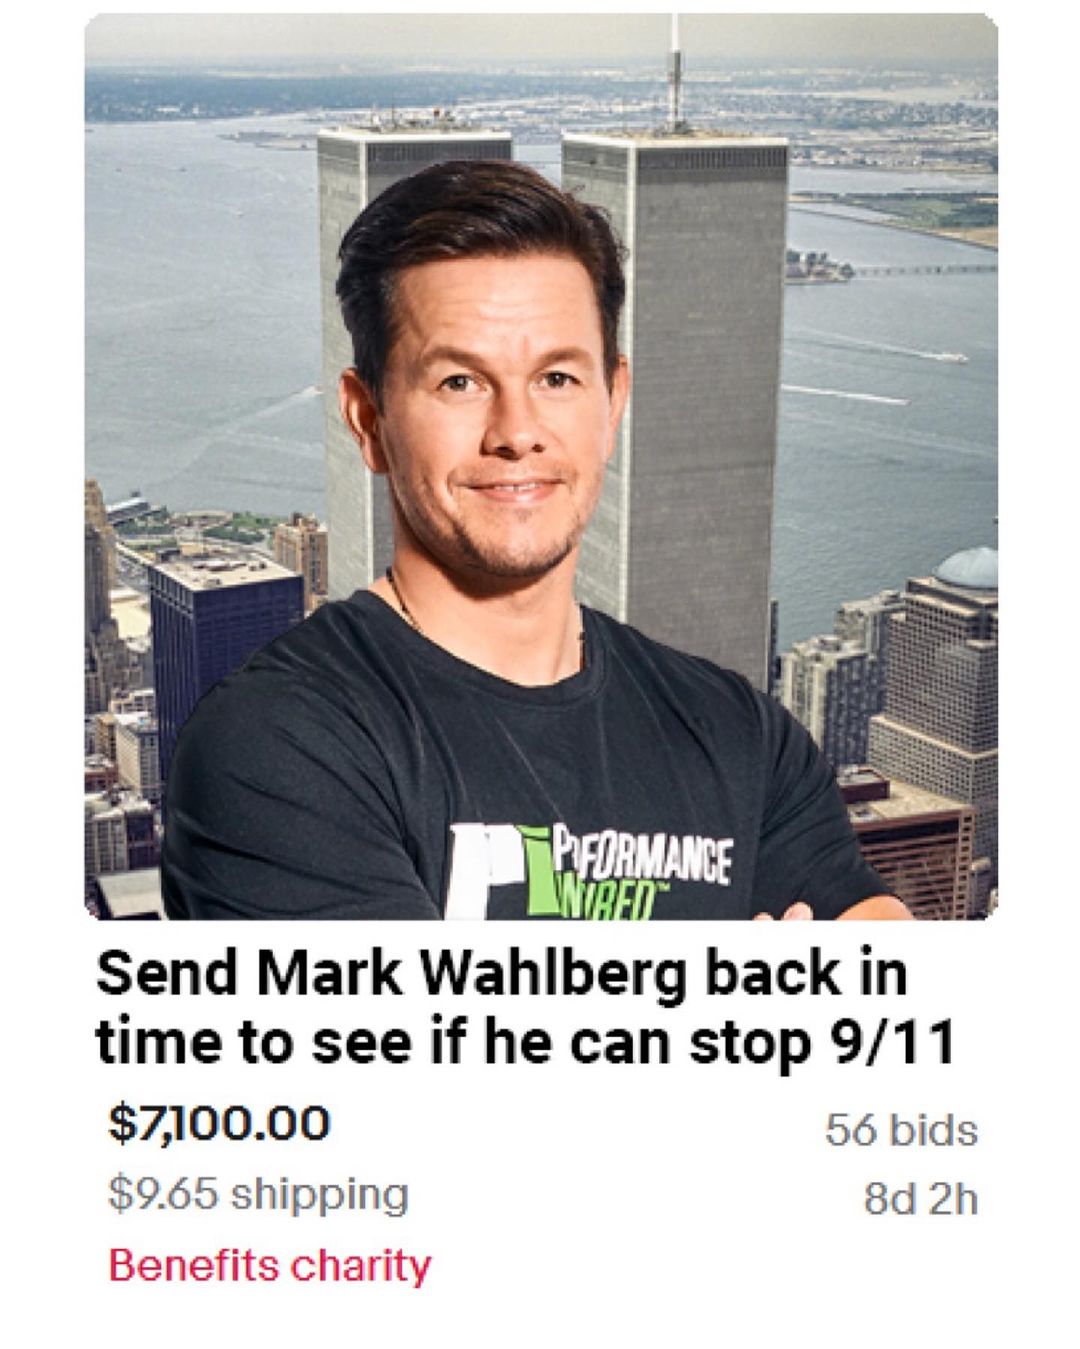 PERFORMANCE
INSPIRED™
Send Mark Wahlberg back in
time to see if he can stop 9/11
$7,100.00
56 bids
$9.65 shipping
8d 2h
Benefits charity